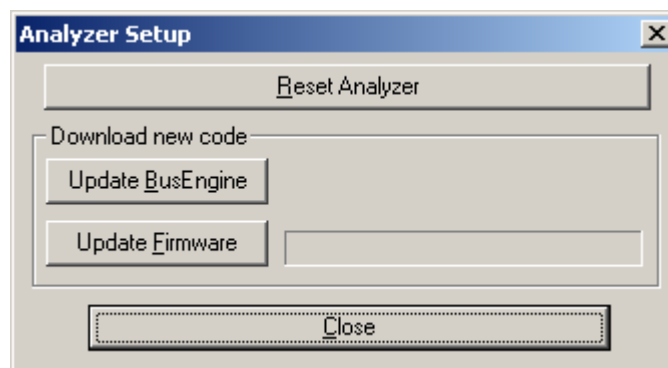 Analyzer Setup
Reset Analyzer
Download new code
Update BusEngine
Update Firmware
Close